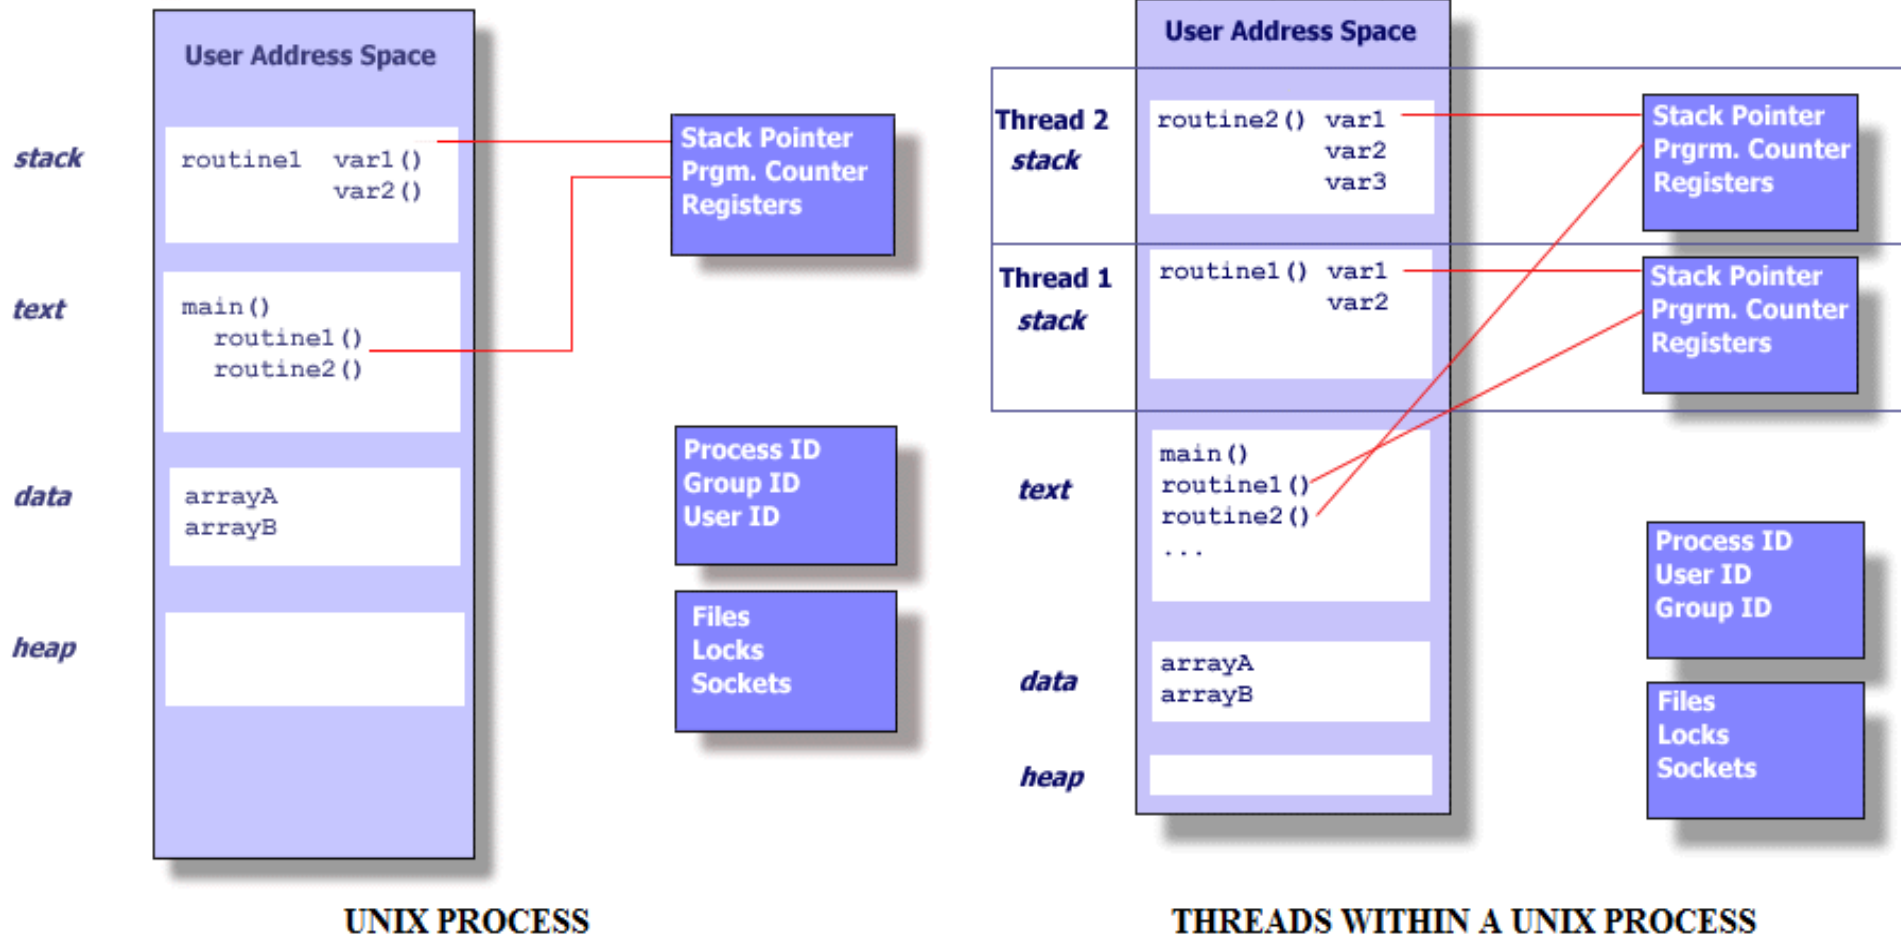 User Address Space
stack
routine1 var1()
var2()
Stack Pointer
Prgm. Counter
Registers
text
main()
routine1()
routine2()
Process ID
Group ID
User ID
data
arrayA
arrayB
Files
Locks
Sockets
heap
UNIX PROCESS
User Address Space
Thread 2
stack
routine2() var1
var2
var3
Stack Pointer
Prgrm. Counter
Registers
Thread 1
stack
routine1() var1
var2
Stack Pointer
Prgrm. Counter
Registers
text
main()
routine1()
routine2()
...
Process ID
User ID
Group ID
data
arrayA
arrayB
Files
Locks
Sockets
heap
THREADS WITHIN A UNIX PROCESS